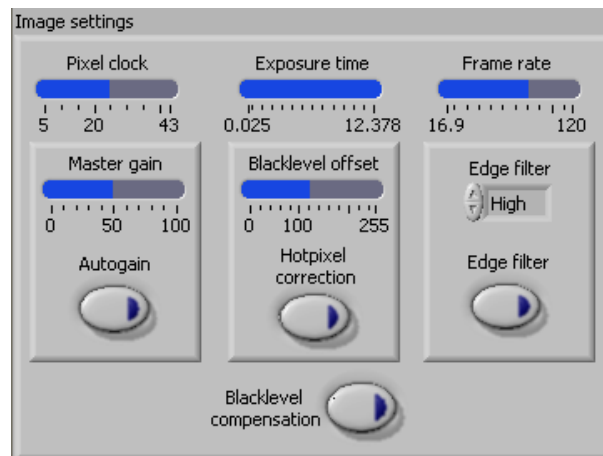 Image settings
Pixel clock
5 20 43
Exposure time
0.025 12.378
Frame rate
16.9 120
Master gain
0 50 100
Autogain
Blacklevel offset
0 100 255
Hotpixel
correction
Edge filter
High
Edge filter
Blacklevel
compensation